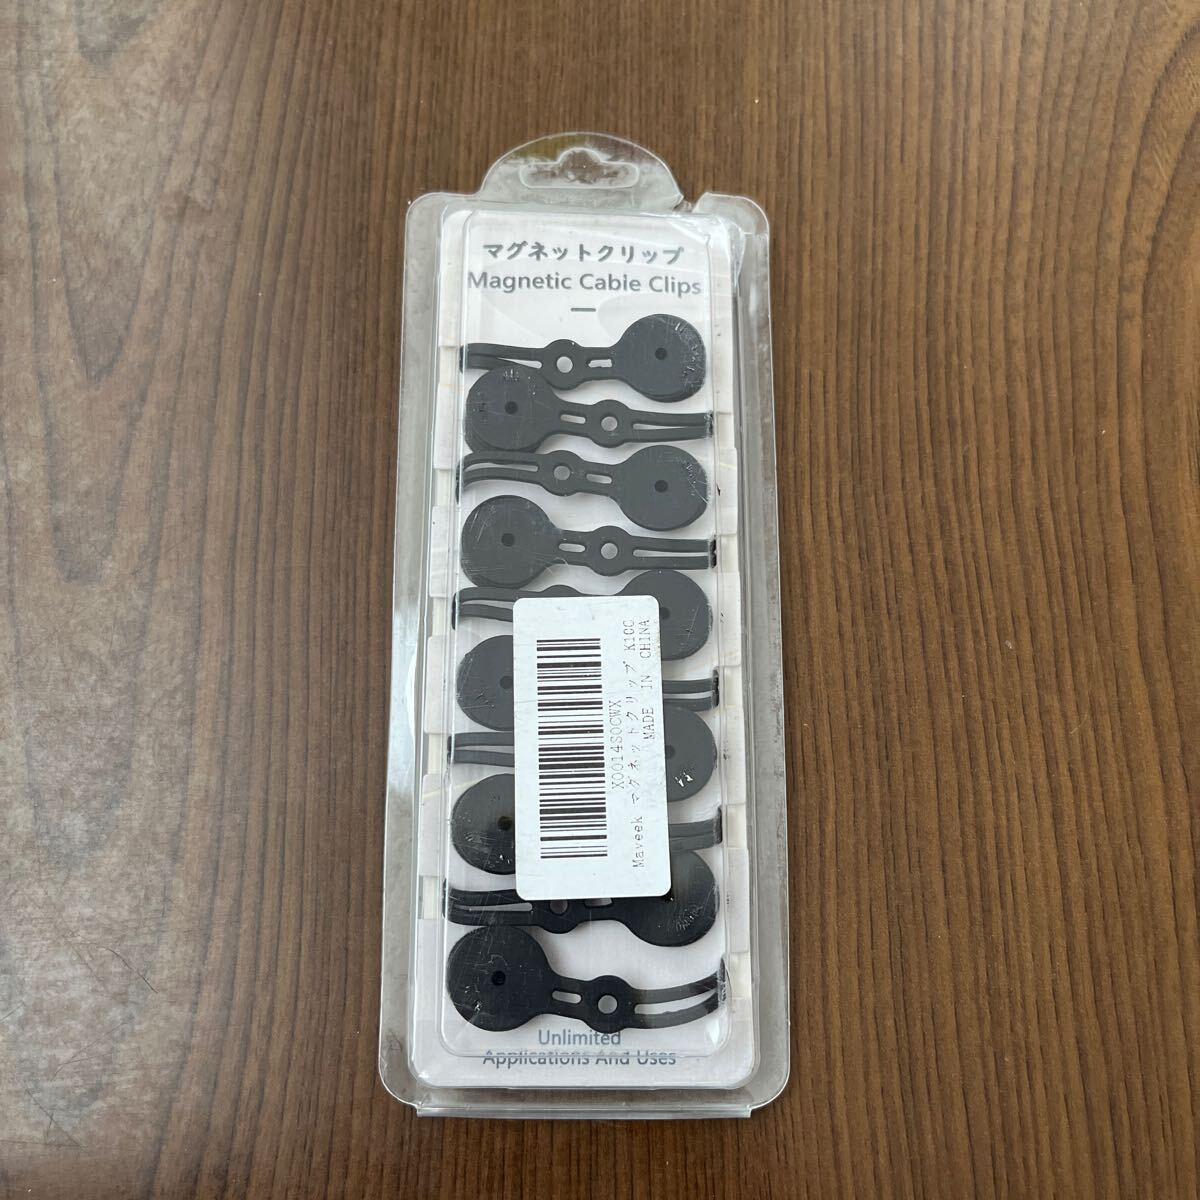 マグネットクリップ
Magnetic Cable Clips
X0014S0CWX
Maveek マグネットクリップ K10C
MADE IN CHINA
Unlimited
Applications And Uses